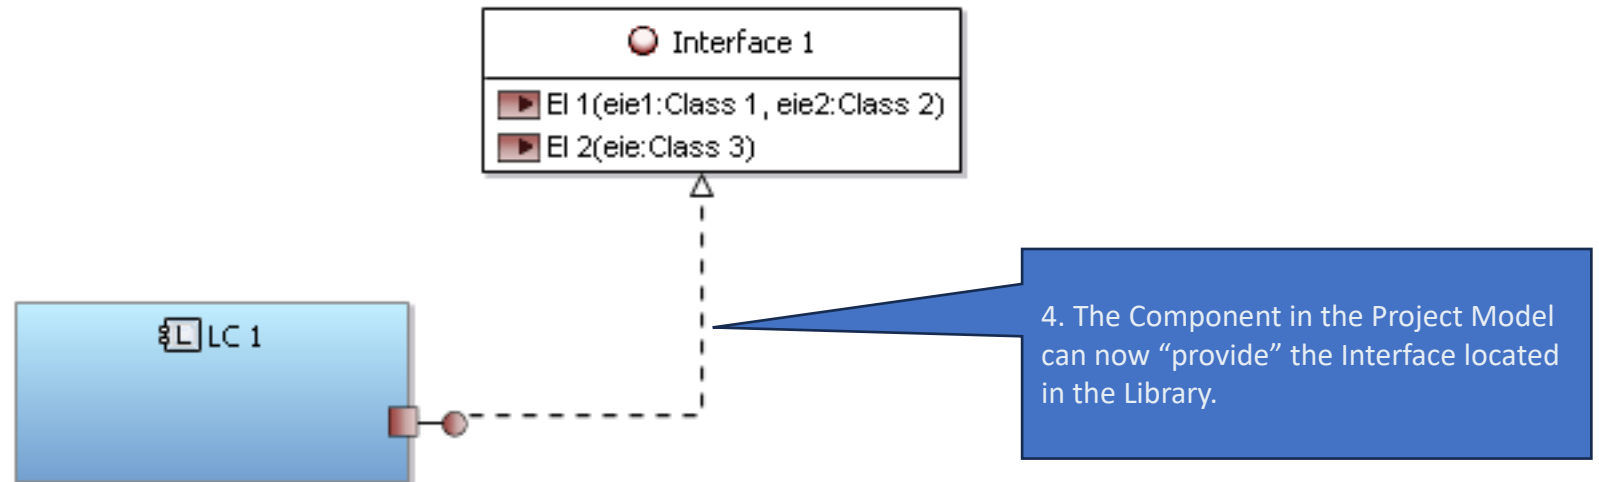 Interface 1
EI 1(eie1:Class 1, eie2:Class 2)
EI 2(eie:Class 3)
L LC 1
4. The Component in the Project Model
can now “provide” the Interface located
in the Library.